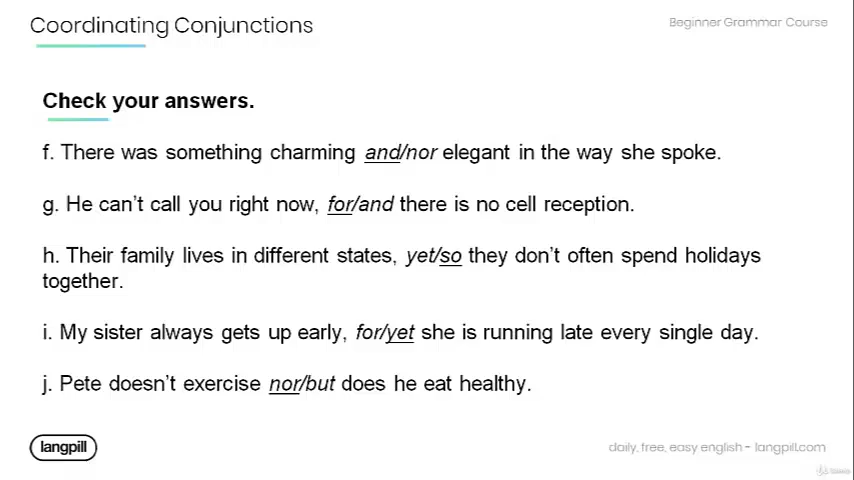 Coordinating Conjunctions
Beginner Grammar Course
Check your answers.
f. There was something charming and/nor elegant in the way she spoke.
g. He can't call you right now, for/and there is no cell reception.
h. Their family lives in different states, yet/so they don't often spend holidays
together.
i. My sister always gets up early, for/yet she is running late every single day.
j. Pete doesn't exercise nor/but does he eat healthy.
langpill
daily, free, easy english - langpill.com